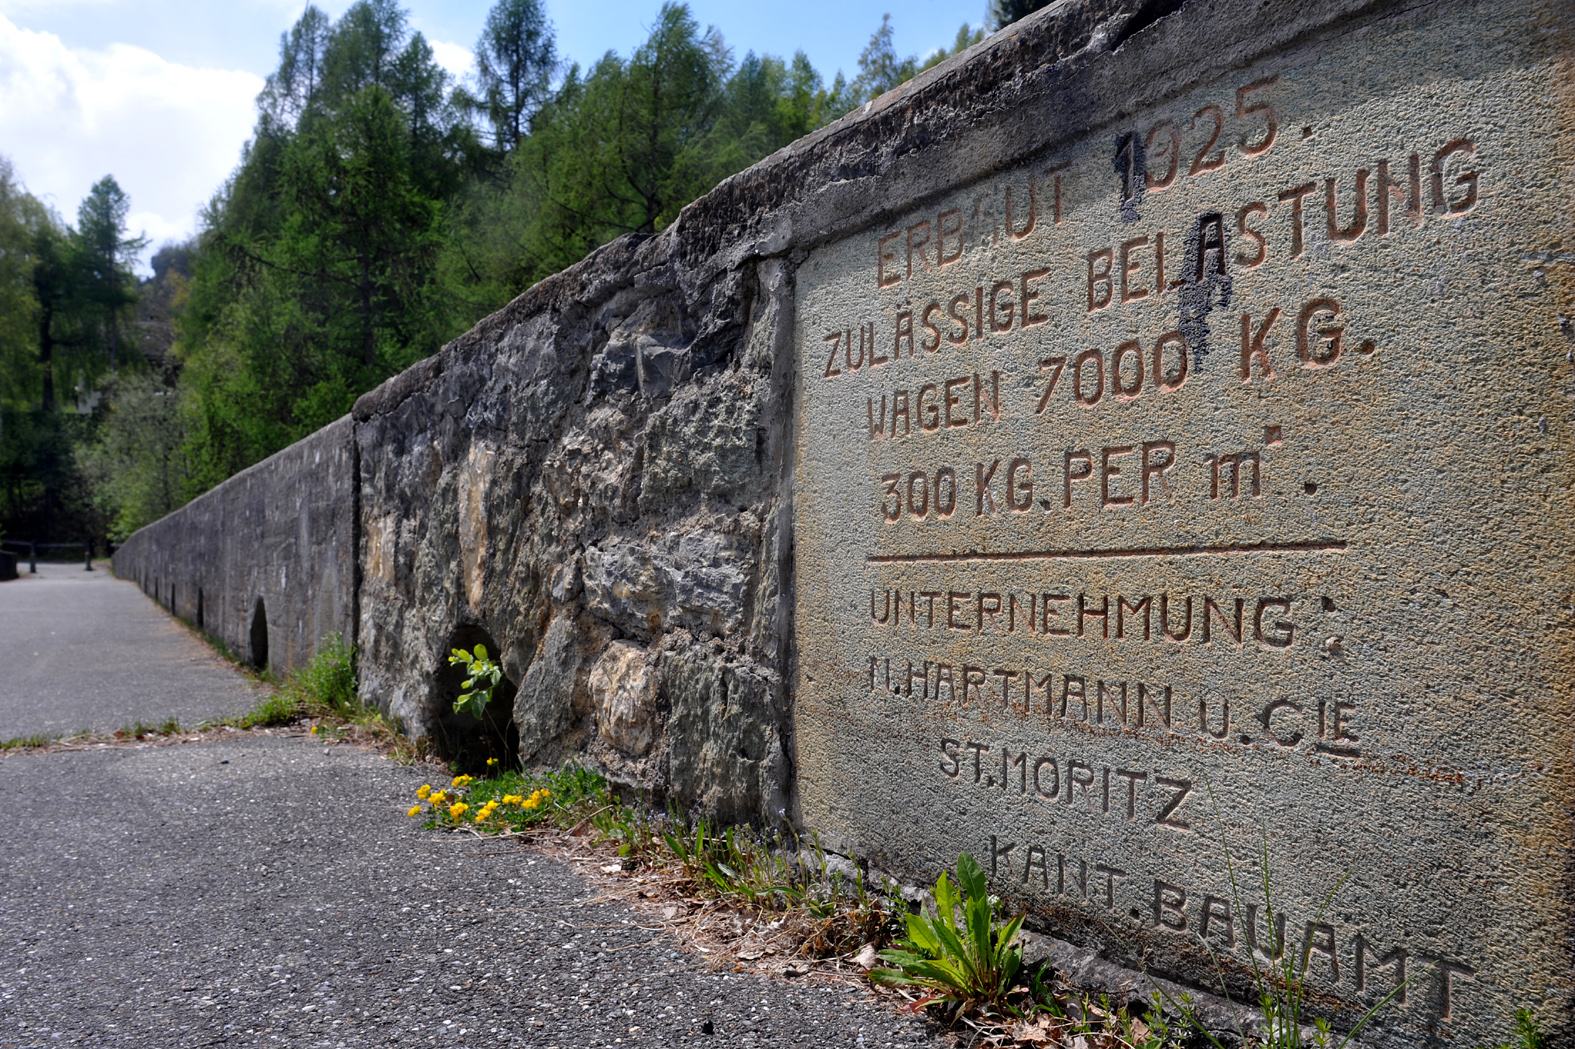 ERBAUT 1925.
ZULÄSSIGE BELASTUNG
WAGEN 7000 KG.
300 KG. PER m².
UNTERNEHMUNG:
N. HARTMANN U. CIE
ST. MORITZ
KANT. BAUAMT